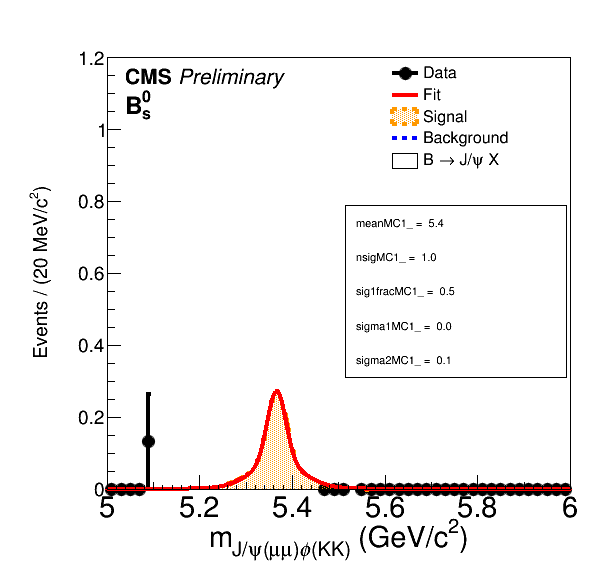 CMS Preliminary
B⁰ₛ
Data
Fit
Signal
Background
B → J/ψ X
meanMC1_ = 5.4
nsigMC1_ = 1.0
sig1fracMC1_ = 0.5
sigma1MC1_ = 0.0
sigma2MC1_ = 0.1
Events / (20 MeV/c²)
1.2
1
0.8
0.6
0.4
0.2
0
5 5.2 5.4 5.6 5.8 6
m J/ψ(μμ)φ(KK) (GeV/c²)